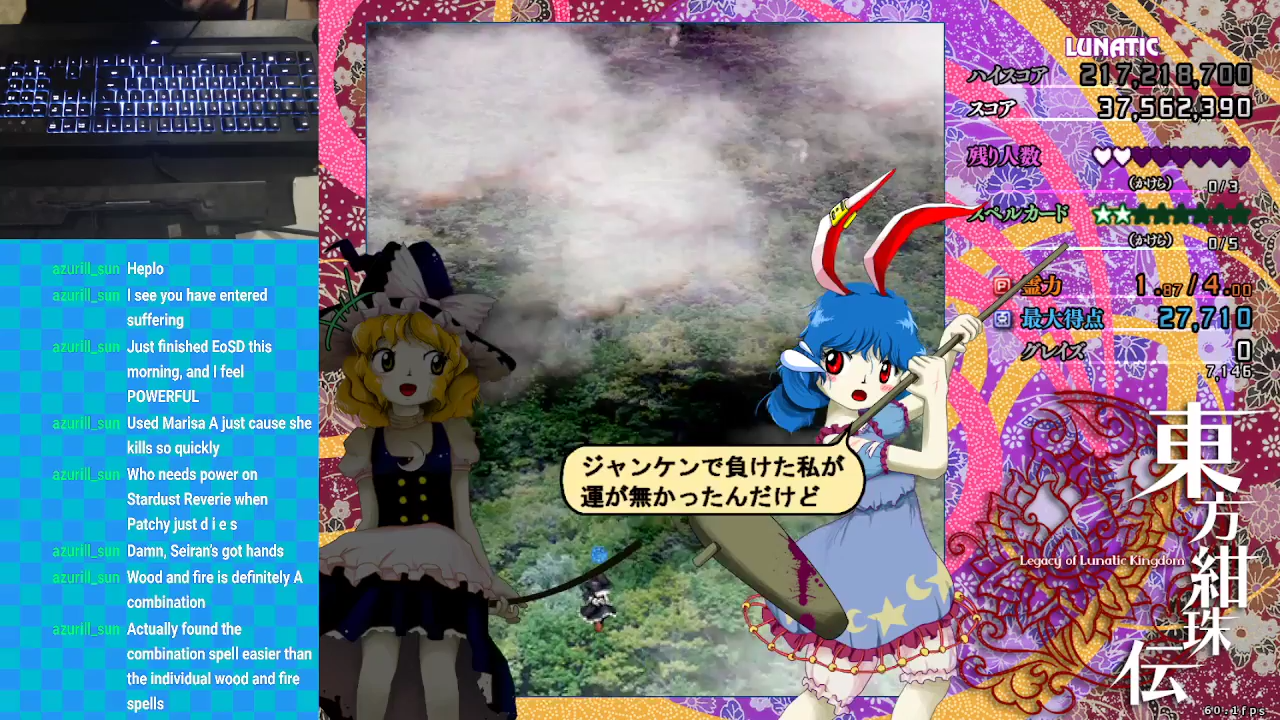 azurill_sun Heplo
azurill_sun I see you have entered
suffering
azurill_sun Just finished EoSD this
morning, and I feel
POWERFUL
azurill_sun Used Marisa A just cause she
kills so quickly
azurill_sun Who needs power on
Stardust Reverie when
Patchy just d i e s
azurill_sun Damn, Seiran's got hands
azurill_sun Wood and fire is definitely A
combination
azurill_sun Actually found the
combination spell easier than
the individual wood and fire
spells
ジャンケンで負けた私が
運が無かったんだけど
LUNATIC
ハイスコア 217,218,700
スコア 37,562,390
残り人数
(かけら) 0/3
スペルカード
(かけら) 0/5
P 霊力 1.87/4.00
最大得点 27,710
グレイズ 0
7,146
東方紺珠伝
Legacy of Lunatic Kingdom
60.1fps